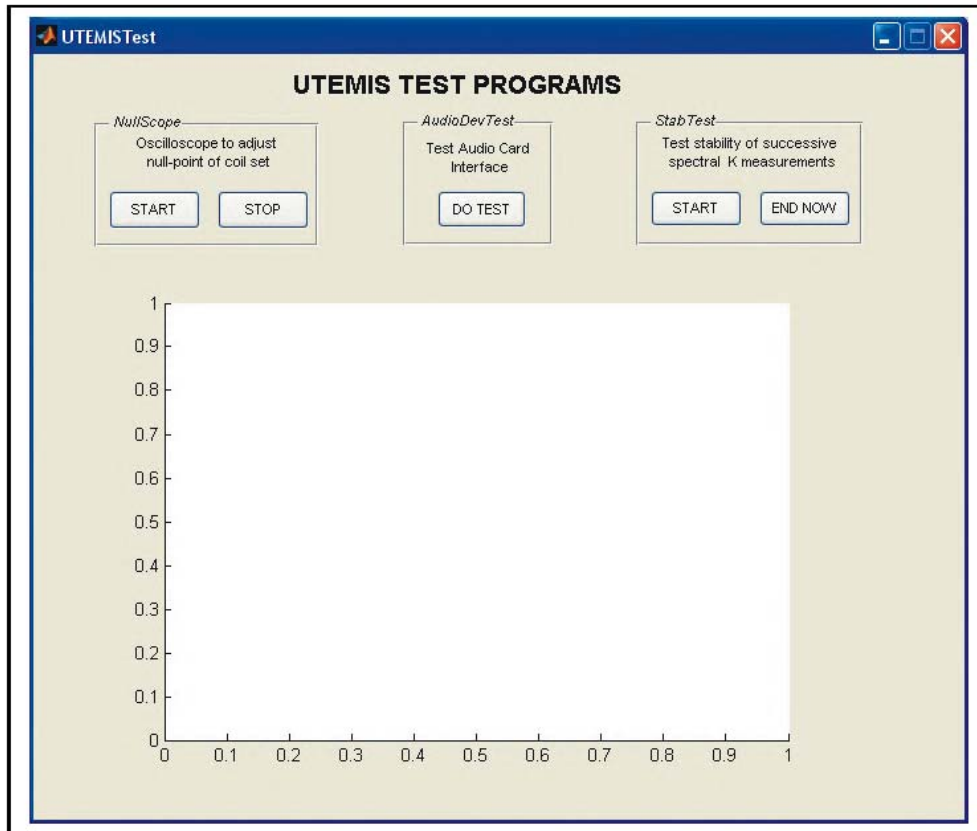 UTEMISTest
UTEMIS TEST PROGRAMS
NullScope
Oscilloscope to adjust
null-point of coil set
START STOP
AudioDevTest
Test Audio Card
Interface
DO TEST
StabTest
Test stability of successive
spectral K measurements
START END NOW
1
0.9
0.8
0.7
0.6
0.5
0.4
0.3
0.2
0.1
0
0 0.1 0.2 0.3 0.4 0.5 0.6 0.7 0.8 0.9 1